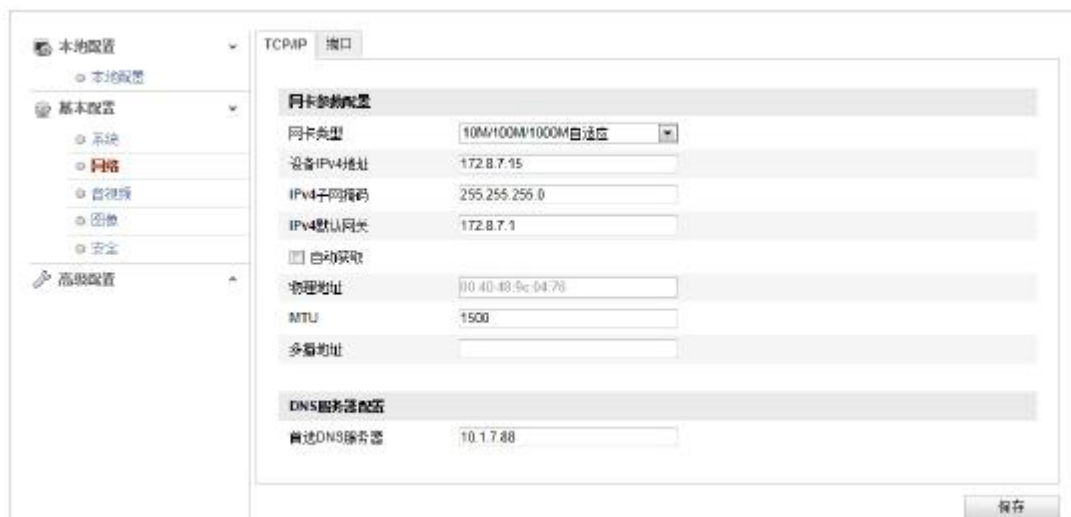 本地配置
本地配置
基本配置
系统
网络
音视频
图像
安全
高级配置
TCP/IP 端口
网卡参数配置
网卡类型 10M/100M/1000M自适应
设备IPv4地址 172.8.7.15
IPv4子网掩码 255.255.255.0
IPv4默认网关 172.8.7.1
自动获取
物理地址 00:40:48:9c:04:76
MTU 1500
多播地址
DNS服务器配置
首选DNS服务器 10.1.7.88
保存